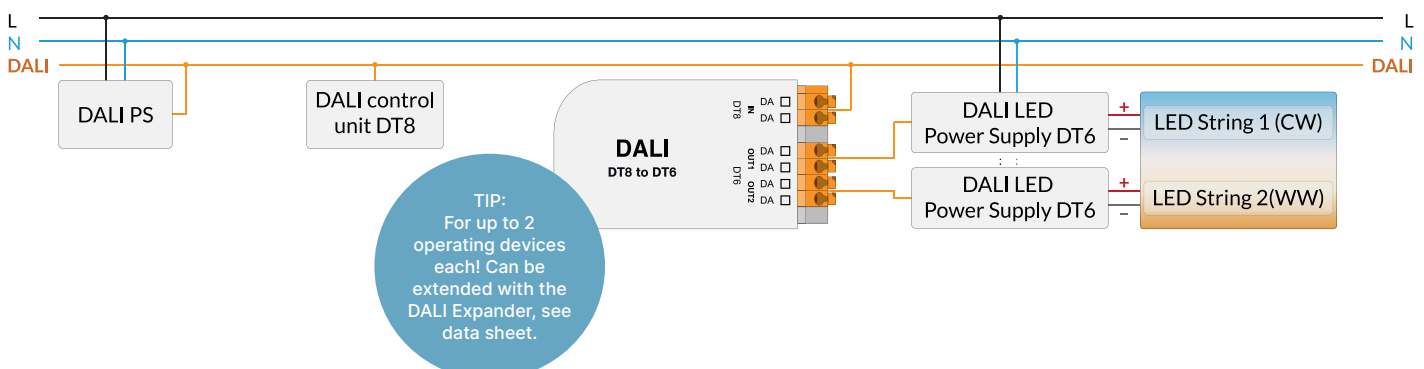 L
L
N
N
DALI
DALI
DALI PS
DALI control
unit DT8
DALI
DT8 to DT6
DT8
IN
DA
DA
DT6
OUT1
DA
DA
OUT2
DA
DA
DALI LED
Power Supply DT6
+
–
LED String 1 (CW)
DALI LED
Power Supply DT6
+
–
LED String 2(WW)
TIP:
For up to 2
operating devices
each! Can be
extended with the
DALI Expander, see
data sheet.